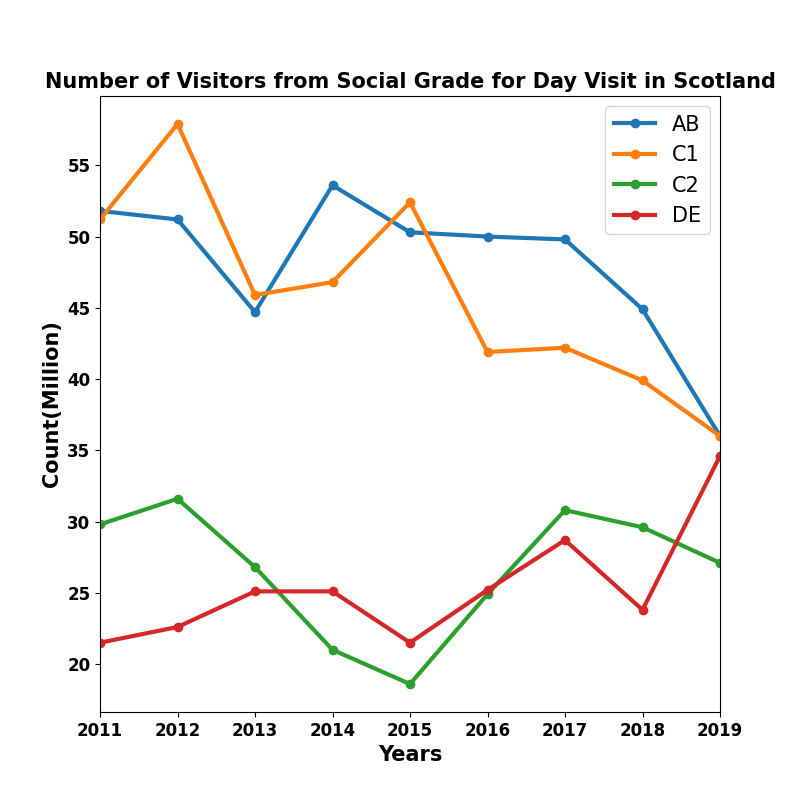 Number of Visitors from Social Grade for Day Visit in Scotland
AB
C1
C2
DE
Count(Million)
55
50
45
40
35
30
25
20
2011 2012 2013 2014 2015 2016 2017 2018 2019
Years